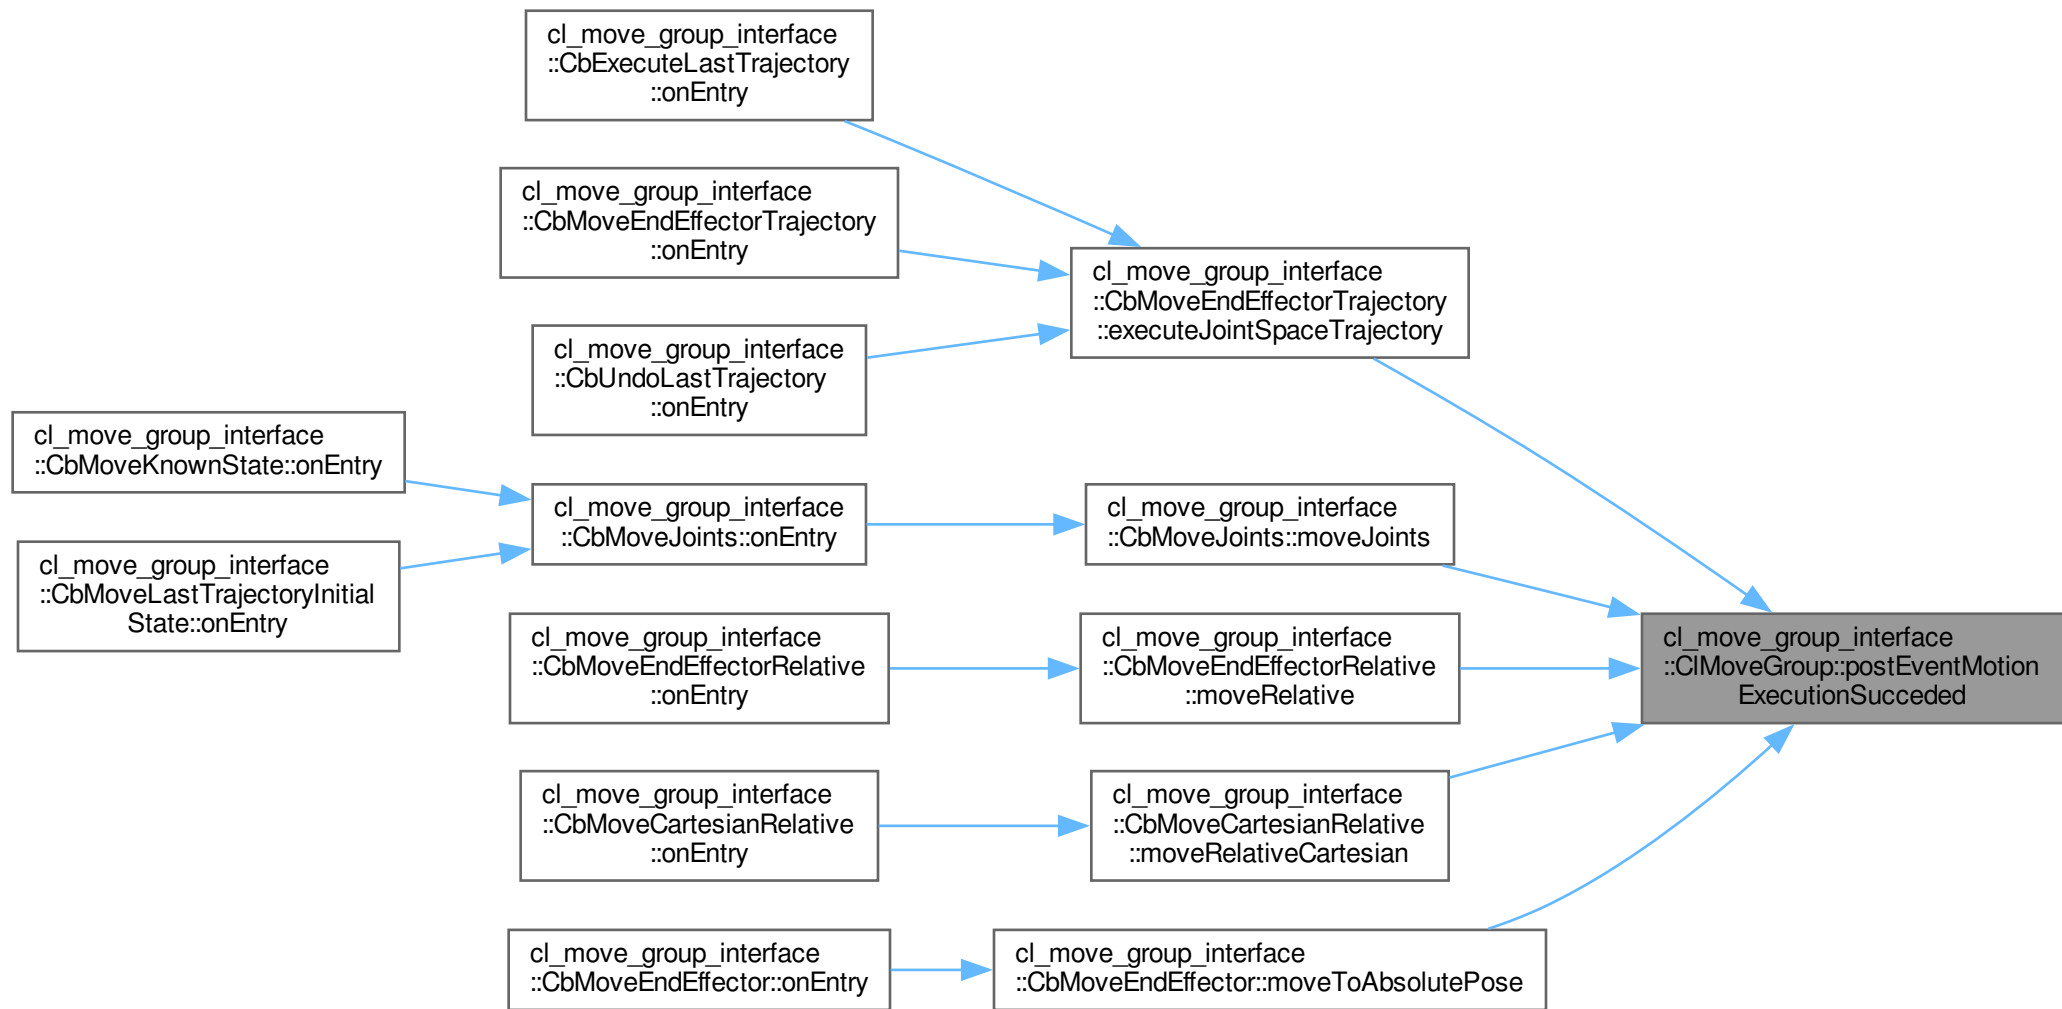 cl_move_group_interface
::CbExecuteLastTrajectory
::onEntry
cl_move_group_interface
::CbMoveEndEffectorTrajectory
::onEntry
cl_move_group_interface
::CbUndoLastTrajectory
::onEntry
cl_move_group_interface
::CbMoveEndEffectorTrajectory
::executeJointSpaceTrajectory
cl_move_group_interface
::CbMoveKnownState::onEntry
cl_move_group_interface
::CbMoveLastTrajectoryInitial
State::onEntry
cl_move_group_interface
::CbMoveJoints::onEntry
cl_move_group_interface
::CbMoveJoints::moveJoints
cl_move_group_interface
::CbMoveEndEffectorRelative
::onEntry
cl_move_group_interface
::CbMoveEndEffectorRelative
::moveRelative
cl_move_group_interface
::ClMoveGroup::postEventMotion
ExecutionSucceded
cl_move_group_interface
::CbMoveCartesianRelative
::onEntry
cl_move_group_interface
::CbMoveCartesianRelative
::moveRelativeCartesian
cl_move_group_interface
::CbMoveEndEffector::onEntry
cl_move_group_interface
::CbMoveEndEffector::moveToAbsolutePose